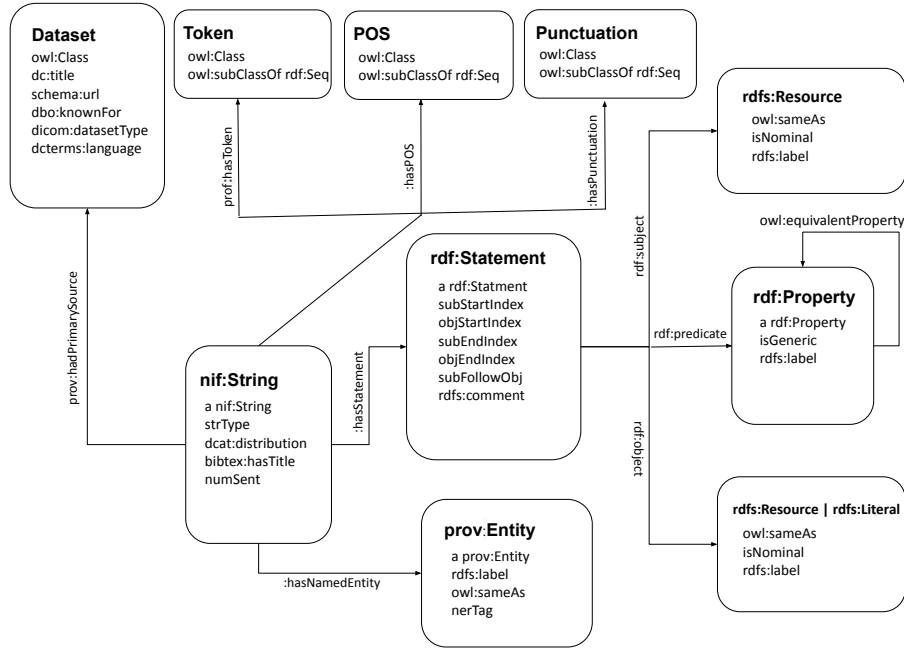 Dataset
owl:Class
dc:title
schema:url
dbo:knownFor
dicom:datasetType
dcterms:language
Token
owl:Class
owl:subClassOf rdf:Seq
POS
owl:Class
owl:subClassOf rdf:Seq
Punctuation
owl:Class
owl:subClassOf rdf:Seq
rdfs:Resource
owl:sameAs
isNominal
rdfs:label
prof:hasToken
:hasPOS
:hasPunctuation
rdf:subject
owl:equivalentProperty
rdf:Statement
a rdf:Statment
subStartIndex
objStartIndex
subEndIndex
objEndIndex
subFollowObj
rdfs:comment
rdf:predicate
rdf:Property
a rdf:Property
isGeneric
rdfs:label
prov:hadPrimarySource
nif:String
a nif:String
strType
dcat:distribution
bibtex:hasTitle
numSent
:hasStatement
rdf:object
rdfs:Resource | rdfs:Literal
owl:sameAs
isNominal
rdfs:label
:hasNamedEntity
prov:Entity
a prov:Entity
rdfs:label
owl:sameAs
nerTag